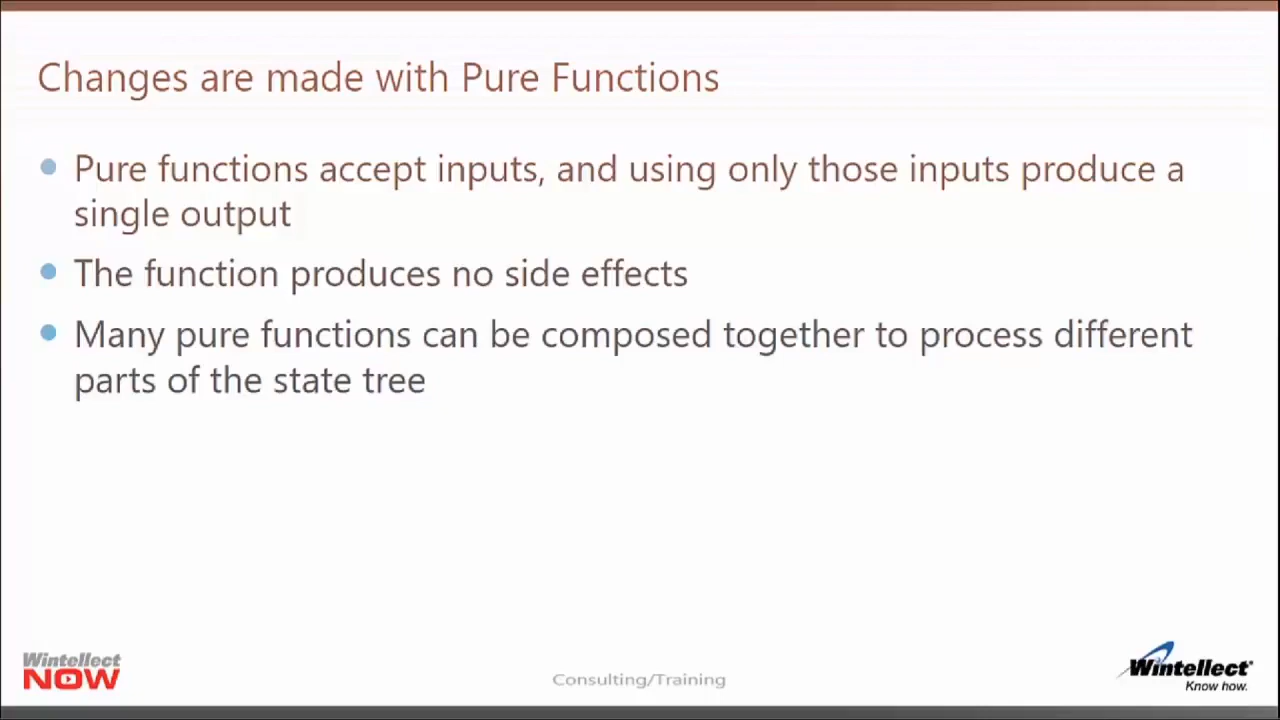 Changes are made with Pure Functions
Pure functions accept inputs, and using only those inputs produce a
single output
The function produces no side effects
Many pure functions can be composed together to process different
parts of the state tree
Wintellect
NOW
Consulting/Training
Wintellect
Know how.